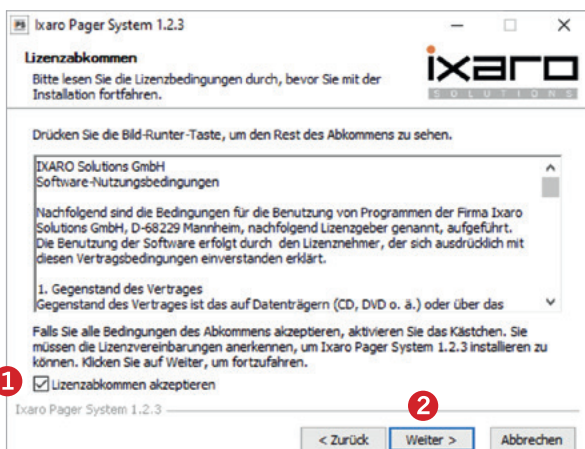 PS Ixaro Pager System 1.2.3
Lizenzabkommen
Bitte lesen Sie die Lizenzbedingungen durch, bevor Sie mit der
Installation fortfahren.
ixaro
SOLUTIONS
Drücken Sie die Bild-Runter-Taste, um den Rest des Abkommens zu sehen.
IXARO Solutions GmbH
Software-Nutzungsbedingungen
Nachfolgend sind die Bedingungen für die Benutzung von Programmen der Firma Ixaro
Solutions GmbH, D-68229 Mannheim, nachfolgend Lizenzgeber genannt, aufgeführt.
Die Benutzung der Software erfolgt durch den Lizenznehmer, der sich ausdrücklich mit
diesen Vertragsbedingungen einverstanden erklärt.
1. Gegenstand des Vertrages
Gegenstand des Vertrages ist das auf Datenträgern (CD, DVD o. ä.) oder über das
Falls Sie alle Bedingungen des Abkommens akzeptieren, aktivieren Sie das Kästchen. Sie
müssen die Lizenzvereinbarungen anerkennen, um Ixaro Pager System 1.2.3 installieren zu
können. Klicken Sie auf Weiter, um fortzufahren.
1 Lizenzabkommen akzeptieren
Ixaro Pager System 1.2.3
2
< Zurück Weiter > Abbrechen